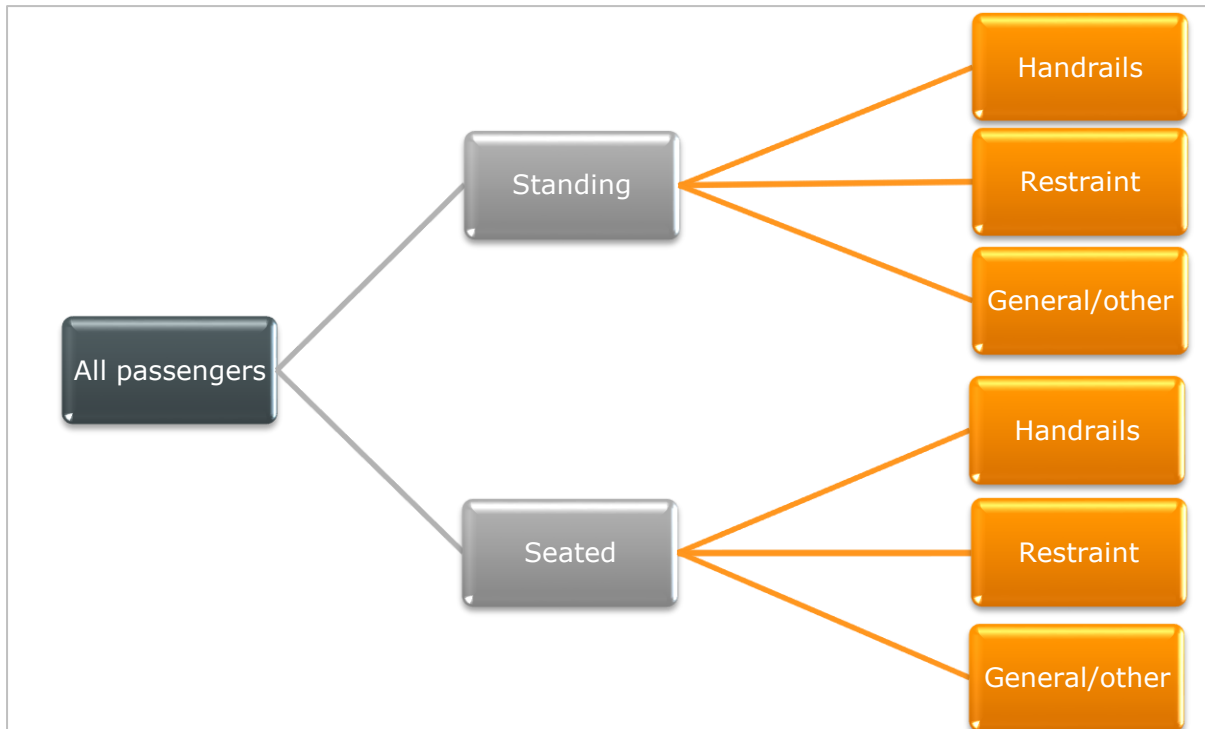 All passengers
Standing
Handrails
Restraint
General/other
Seated
Handrails
Restraint
General/other